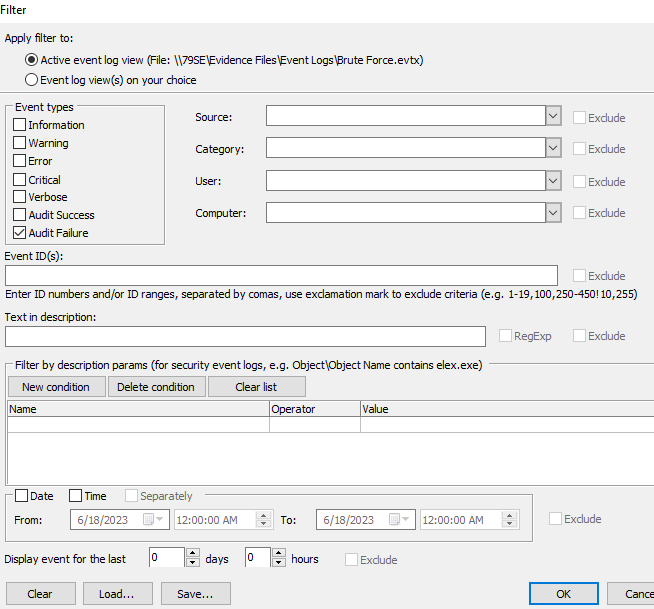 Filter
Apply filter to:
Active event log view (File: \\79SE\Evidence Files\Event Logs\Brute Force.evtx)
Event log view(s) on your choice
Event types
Information
Warning
Error
Critical
Verbose
Audit Success
Audit Failure
Source: Exclude
Category: Exclude
User: Exclude
Computer: Exclude
Event ID(s):
Exclude
Enter ID numbers and/or ID ranges, separated by comas, use exclamation mark to exclude criteria (e.g. 1-19,100,250-450!10,255)
Text in description:
RegExp Exclude
Filter by description params (for security event logs, e.g. Object\Object Name contains elex.exe)
New condition Delete condition Clear list
Name Operator Value
Date Time Separately
From: 6/18/2023 12:00:00 AM To: 6/18/2023 12:00:00 AM Exclude
Display event for the last 0 days 0 hours Exclude
Clear Load... Save... OK Cance